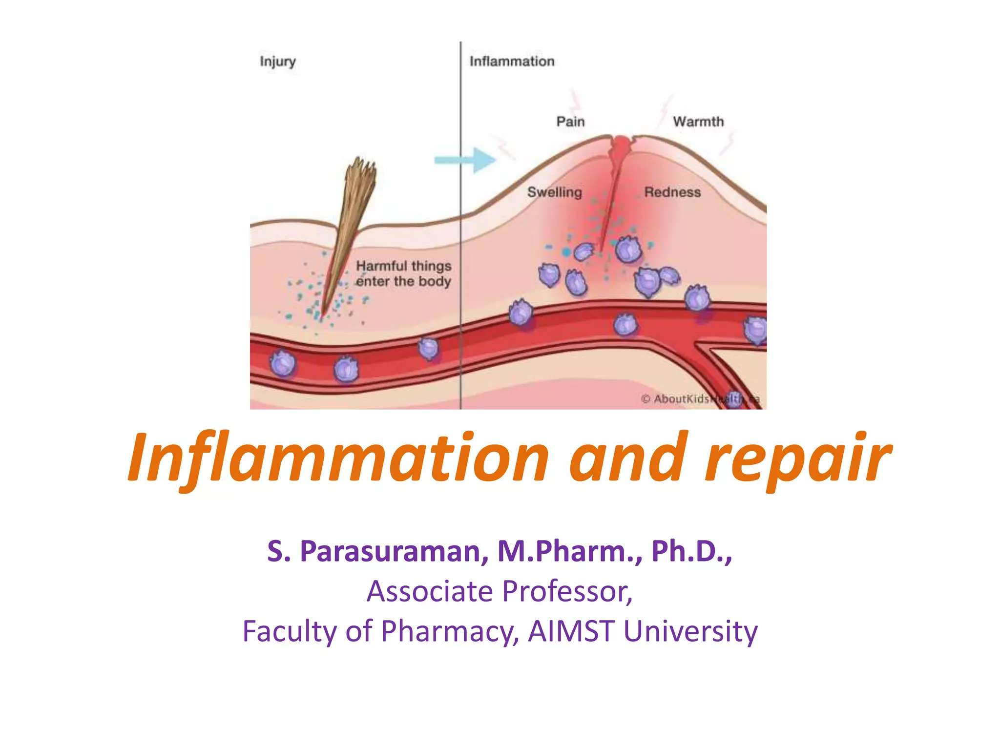 Injury
Inflammation
Pain
Warmth
Swelling
Redness
Harmful things
enter the body
© AboutKidsHealth.ca
Inflammation and repair
S. Parasuraman, M.Pharm., Ph.D.,
Associate Professor,
Faculty of Pharmacy, AIMST University